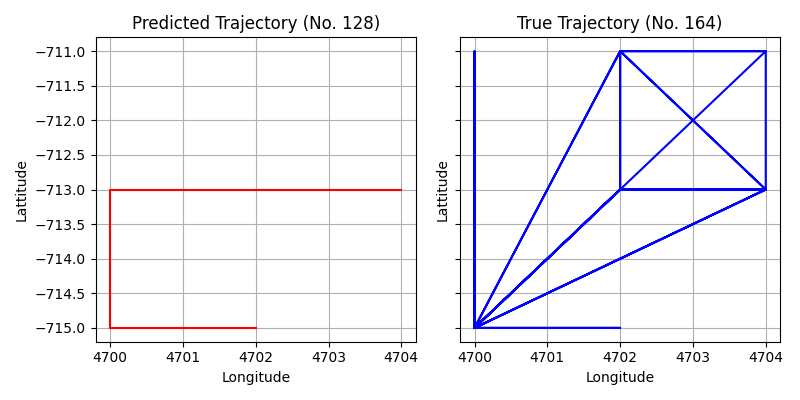 Predicted Trajectory (No. 128)
True Trajectory (No. 164)
Lattitude
−711.0
−711.5
−712.0
−712.5
−713.0
−713.5
−714.0
−714.5
−715.0
4700 4701 4702 4703 4704
Longitude
Lattitude
4700 4701 4702 4703 4704
Longitude